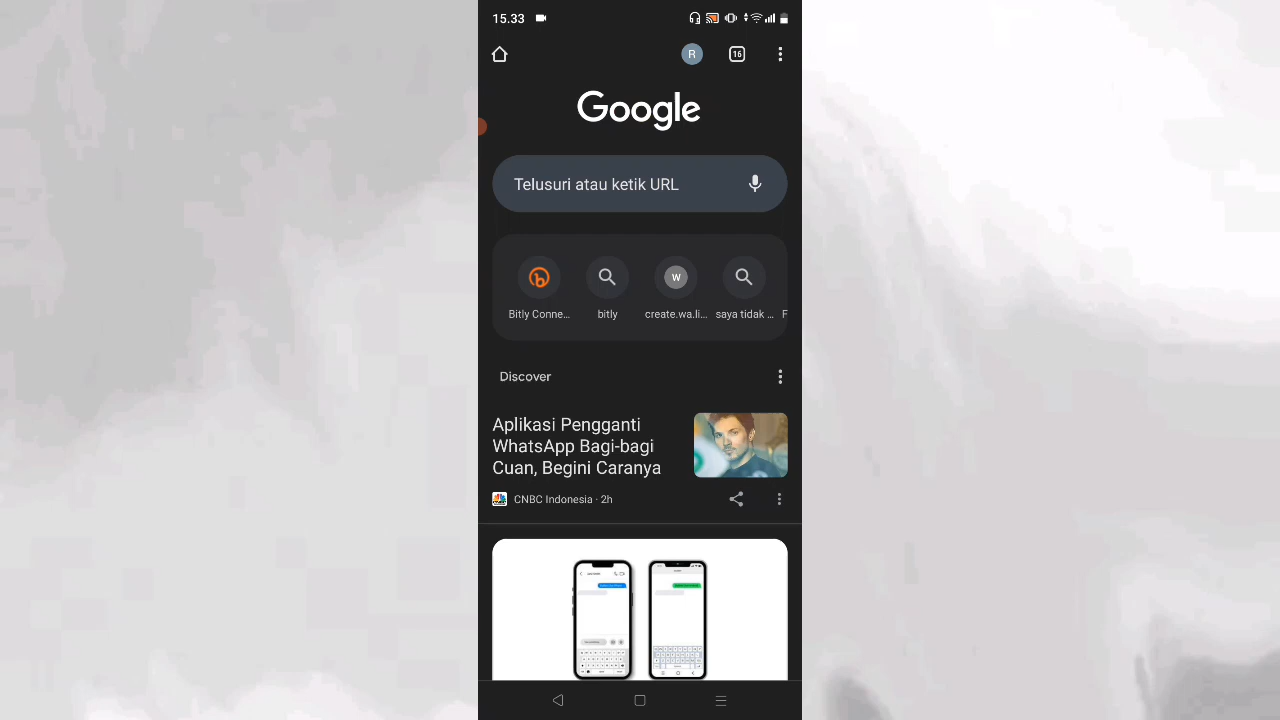 15.33
R
16
Google
Telusuri atau ketik URL
W
Bitly Conne...
bitly
create.wa.li...
saya tidak ...
F
Discover
Aplikasi Pengganti
WhatsApp Bagi-bagi
Cuan, Begini Caranya
CNBC Indonesia · 2h